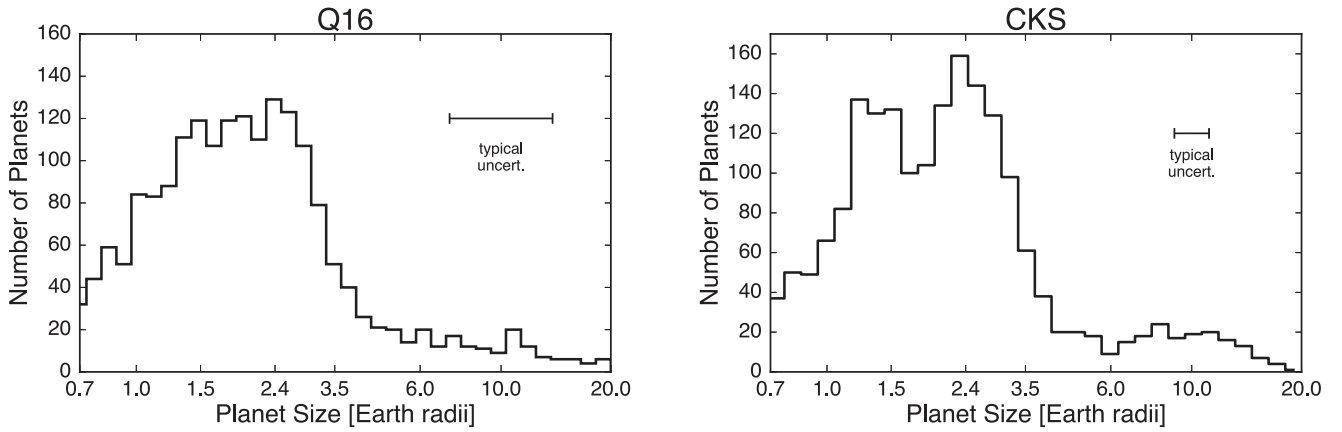 Q16
160
140
120
100
80
60
40
20
0
Number of Planets
typical
uncert.
0.7 1.0 1.5 2.4 3.5 6.0 10.0 20.0
Planet Size [Earth radii]
CKS
160
140
120
100
80
60
40
20
0
Number of Planets
typical
uncert.
0.7 1.0 1.5 2.4 3.5 6.0 10.0 20.0
Planet Size [Earth radii]